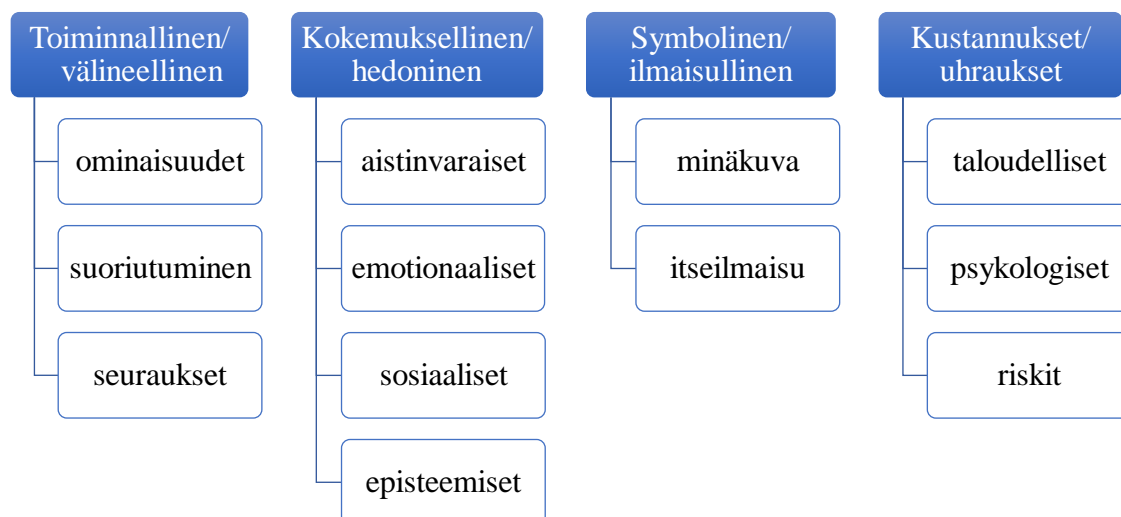 Toiminnallinen/
välineellinen
ominaisuudet
suoriutuminen
seuraukset
Kokemuksellinen/
hedoninen
aistinvaraiset
emotionaaliset
sosiaaliset
episteemiset
Symbolinen/
ilmaisullinen
minäkuva
itseilmaisu
Kustannukset/
uhraukset
taloudelliset
psykologiset
riskit